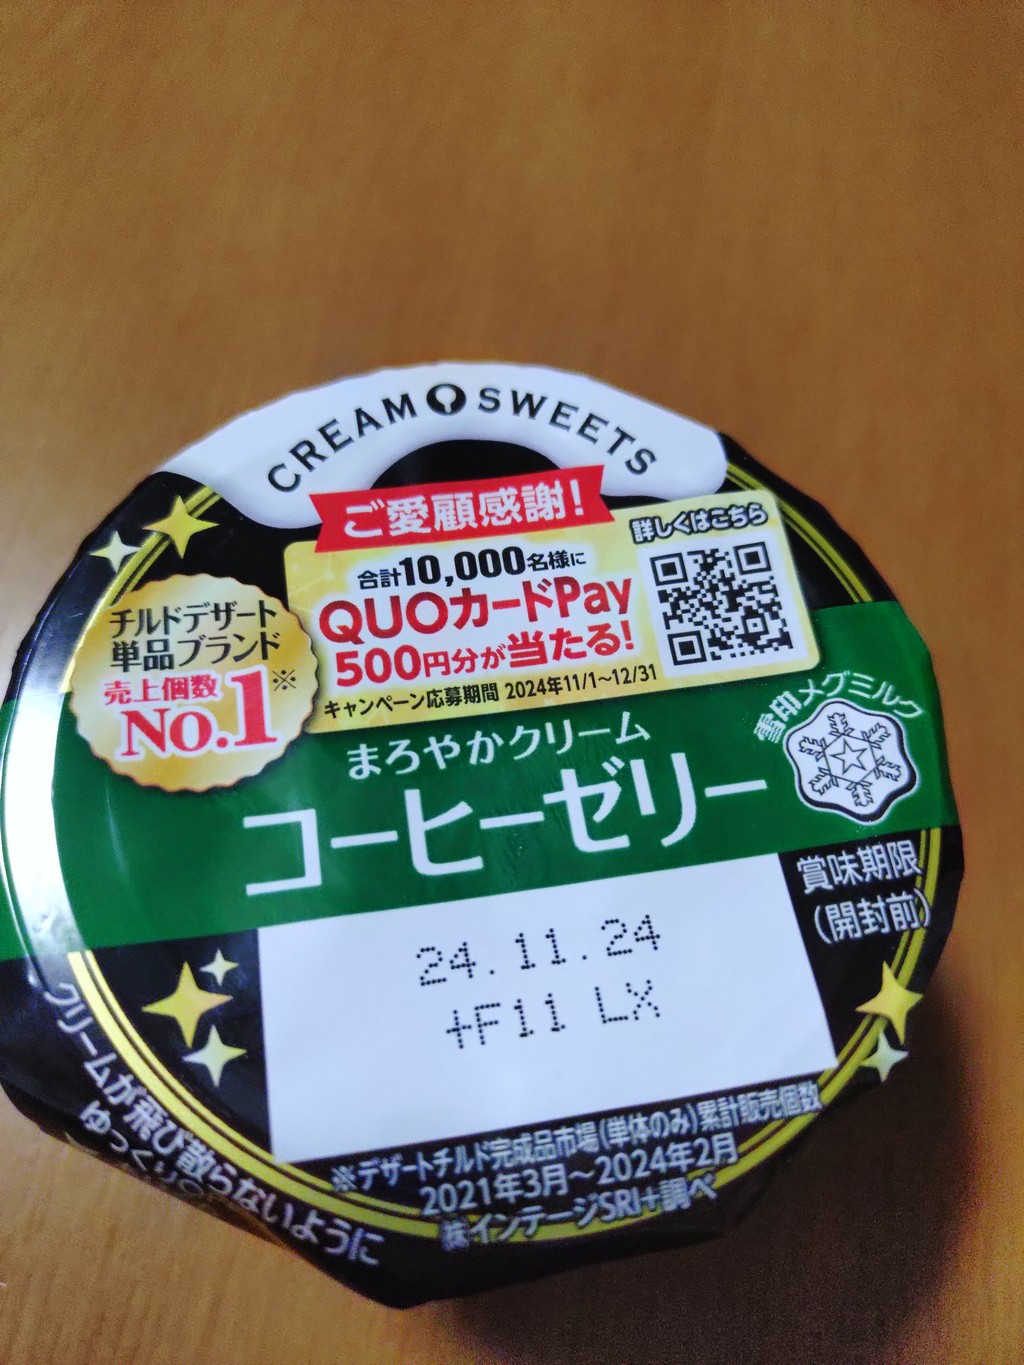 CREAM SWEETS
ご愛顧感謝!
詳しくはこちら
合計10,000名様に
QUOカードPay
500円分が当たる!
キャンペーン応募期間 2024年11/1〜12/31
チルドデザート
単品ブランド
売上個数
No.1※
雪印メグミルク
まろやかクリーム
コーヒーゼリー
賞味期限
(開封前)
24.11.24
+F11 LX
※デザートチルド完成品市場(単体のみ)累計販売個数
2021年3月〜2024年2月
㈱インテージSRI+調べ
クリームが飛び散らないように
ゆっくり